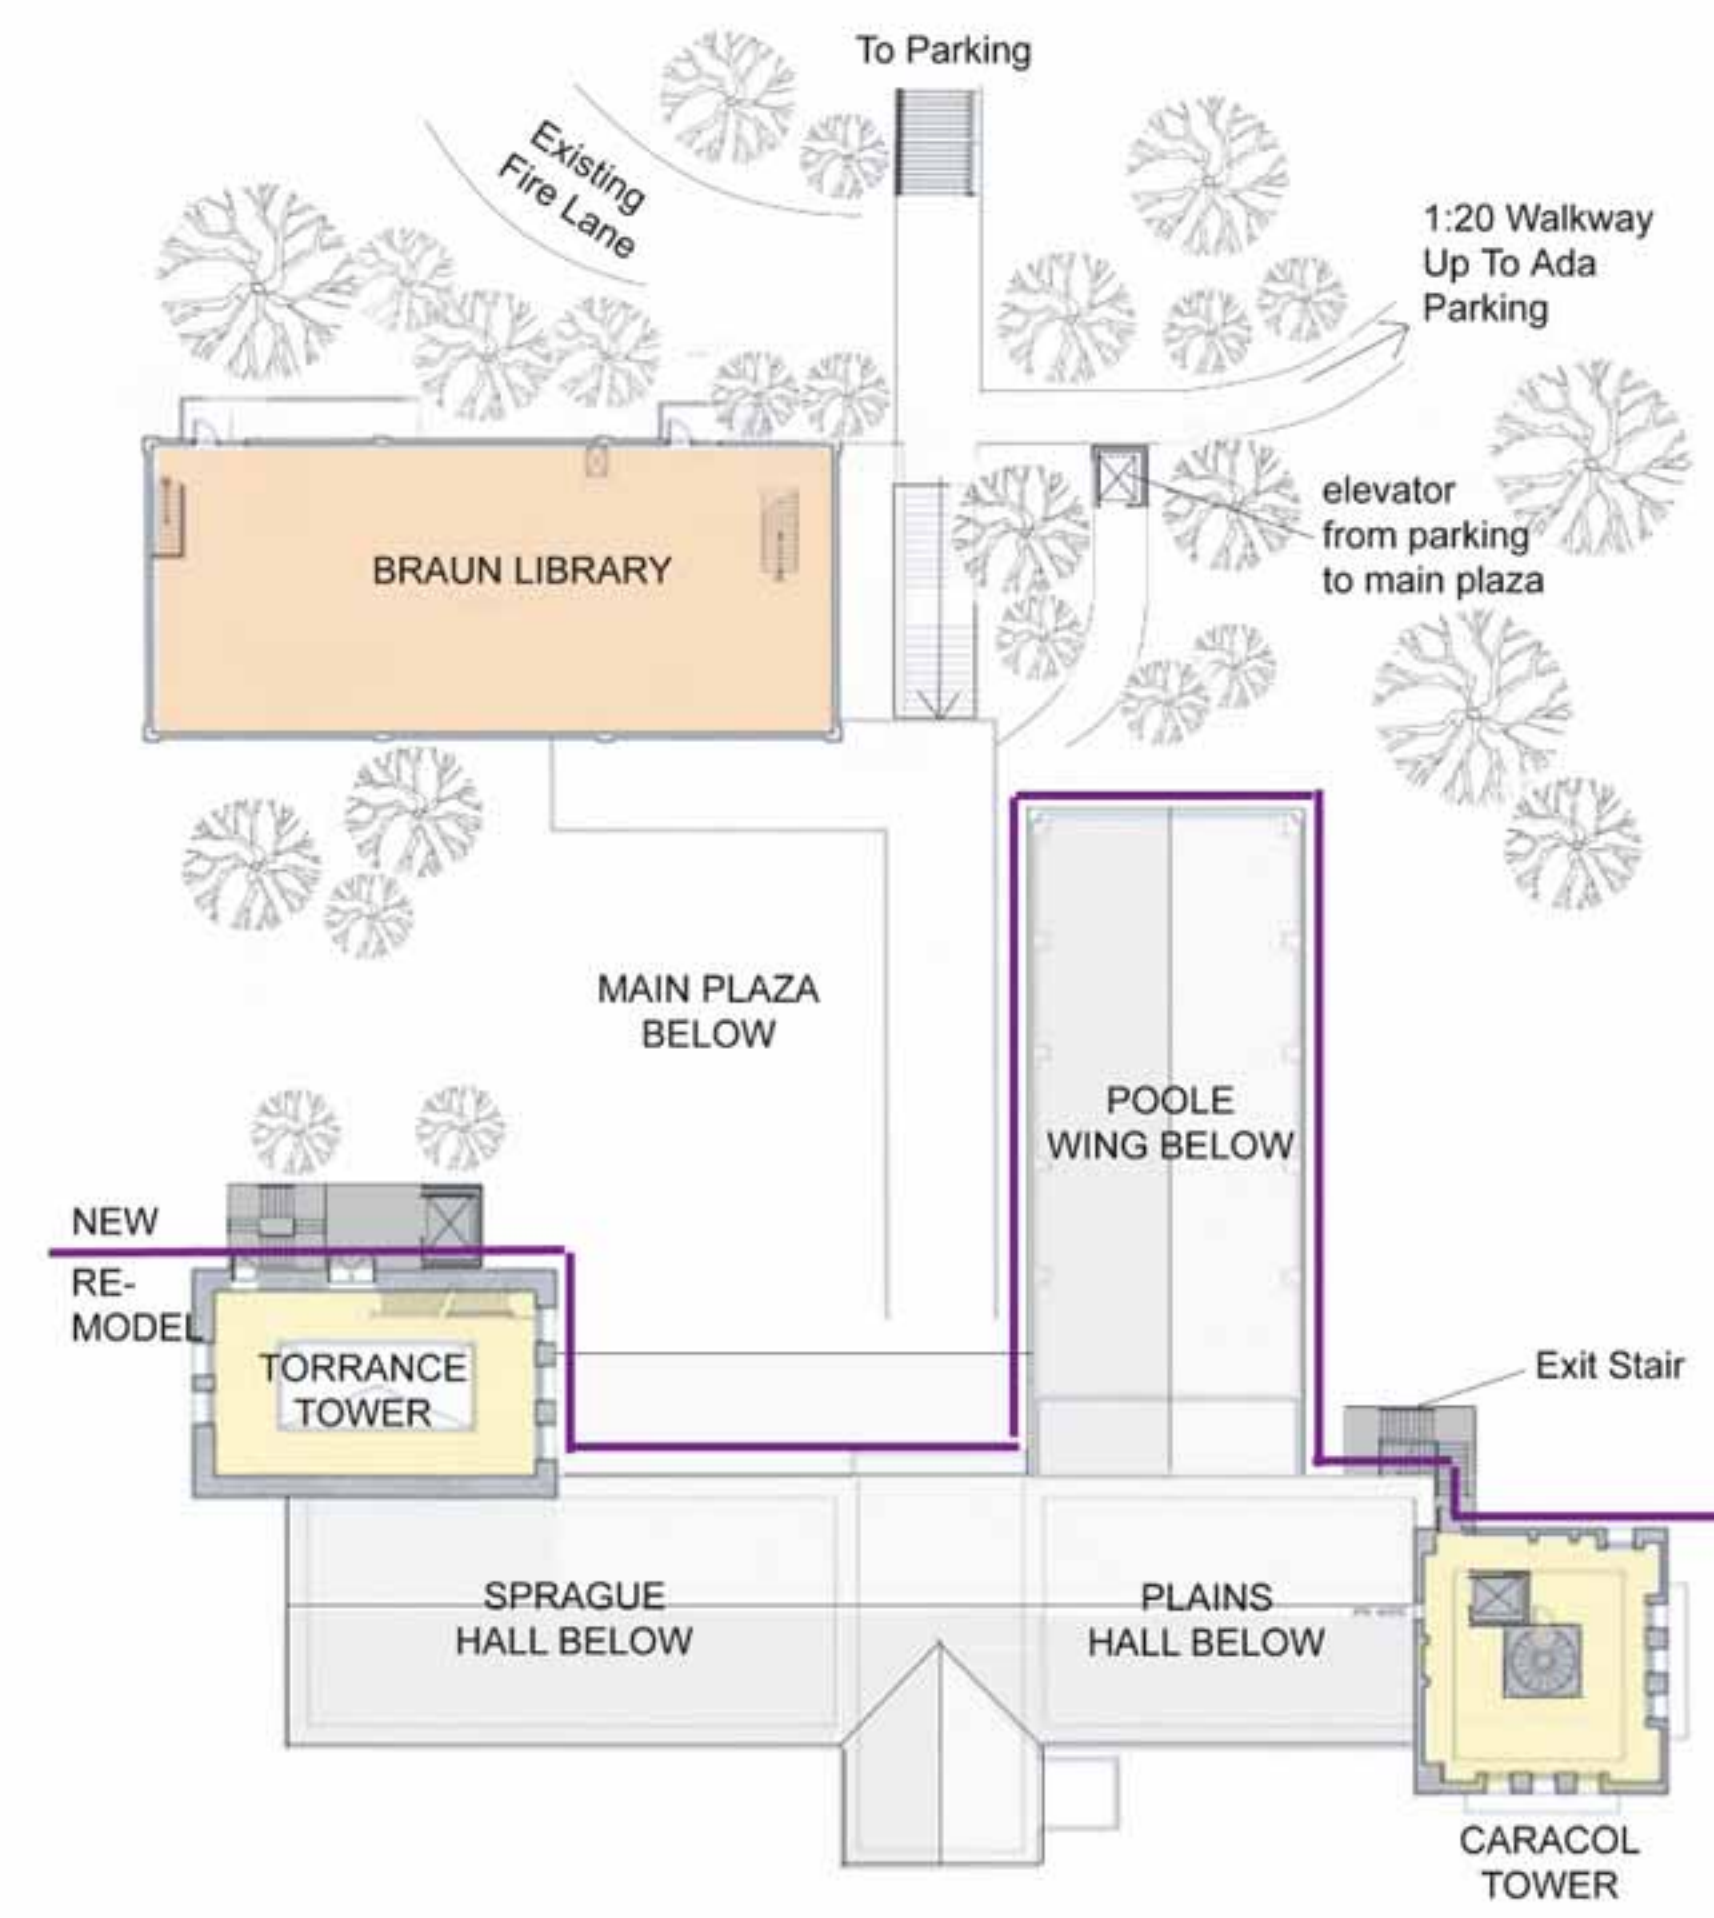 To Parking
Existing
Fire Lane
1:20 Walkway
Up To Ada
Parking
elevator
from parking
to main plaza
BRAUN LIBRARY
MAIN PLAZA
BELOW
POOLE
WING BELOW
NEW
RE-
MODEL
TORRANCE
TOWER
Exit Stair
SPRAGUE
HALL BELOW
PLAINS
HALL BELOW
CARACOL
TOWER